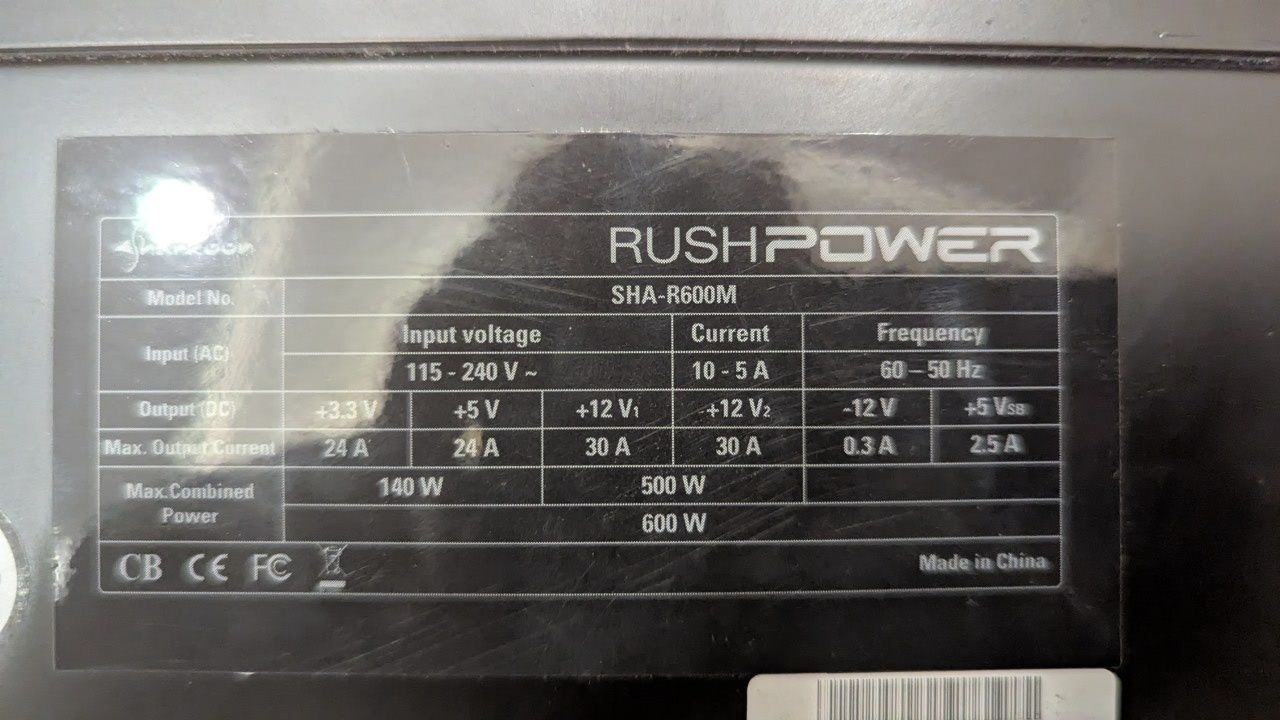 RUSHPOWER
Model No. SHA-R600M
Input (AC) Input voltage Current Frequency
115 - 240 V ~ 10 - 5 A 60 – 50 Hz
Output (DC) +3.3 V +5 V +12 V1 +12 V2 -12 V +5 VSB
Max. Output Current 24 A 24 A 30 A 30 A 0.3 A 2.5 A
Max.Combined Power 140 W 500 W
600 W
CB CE FC Made in China